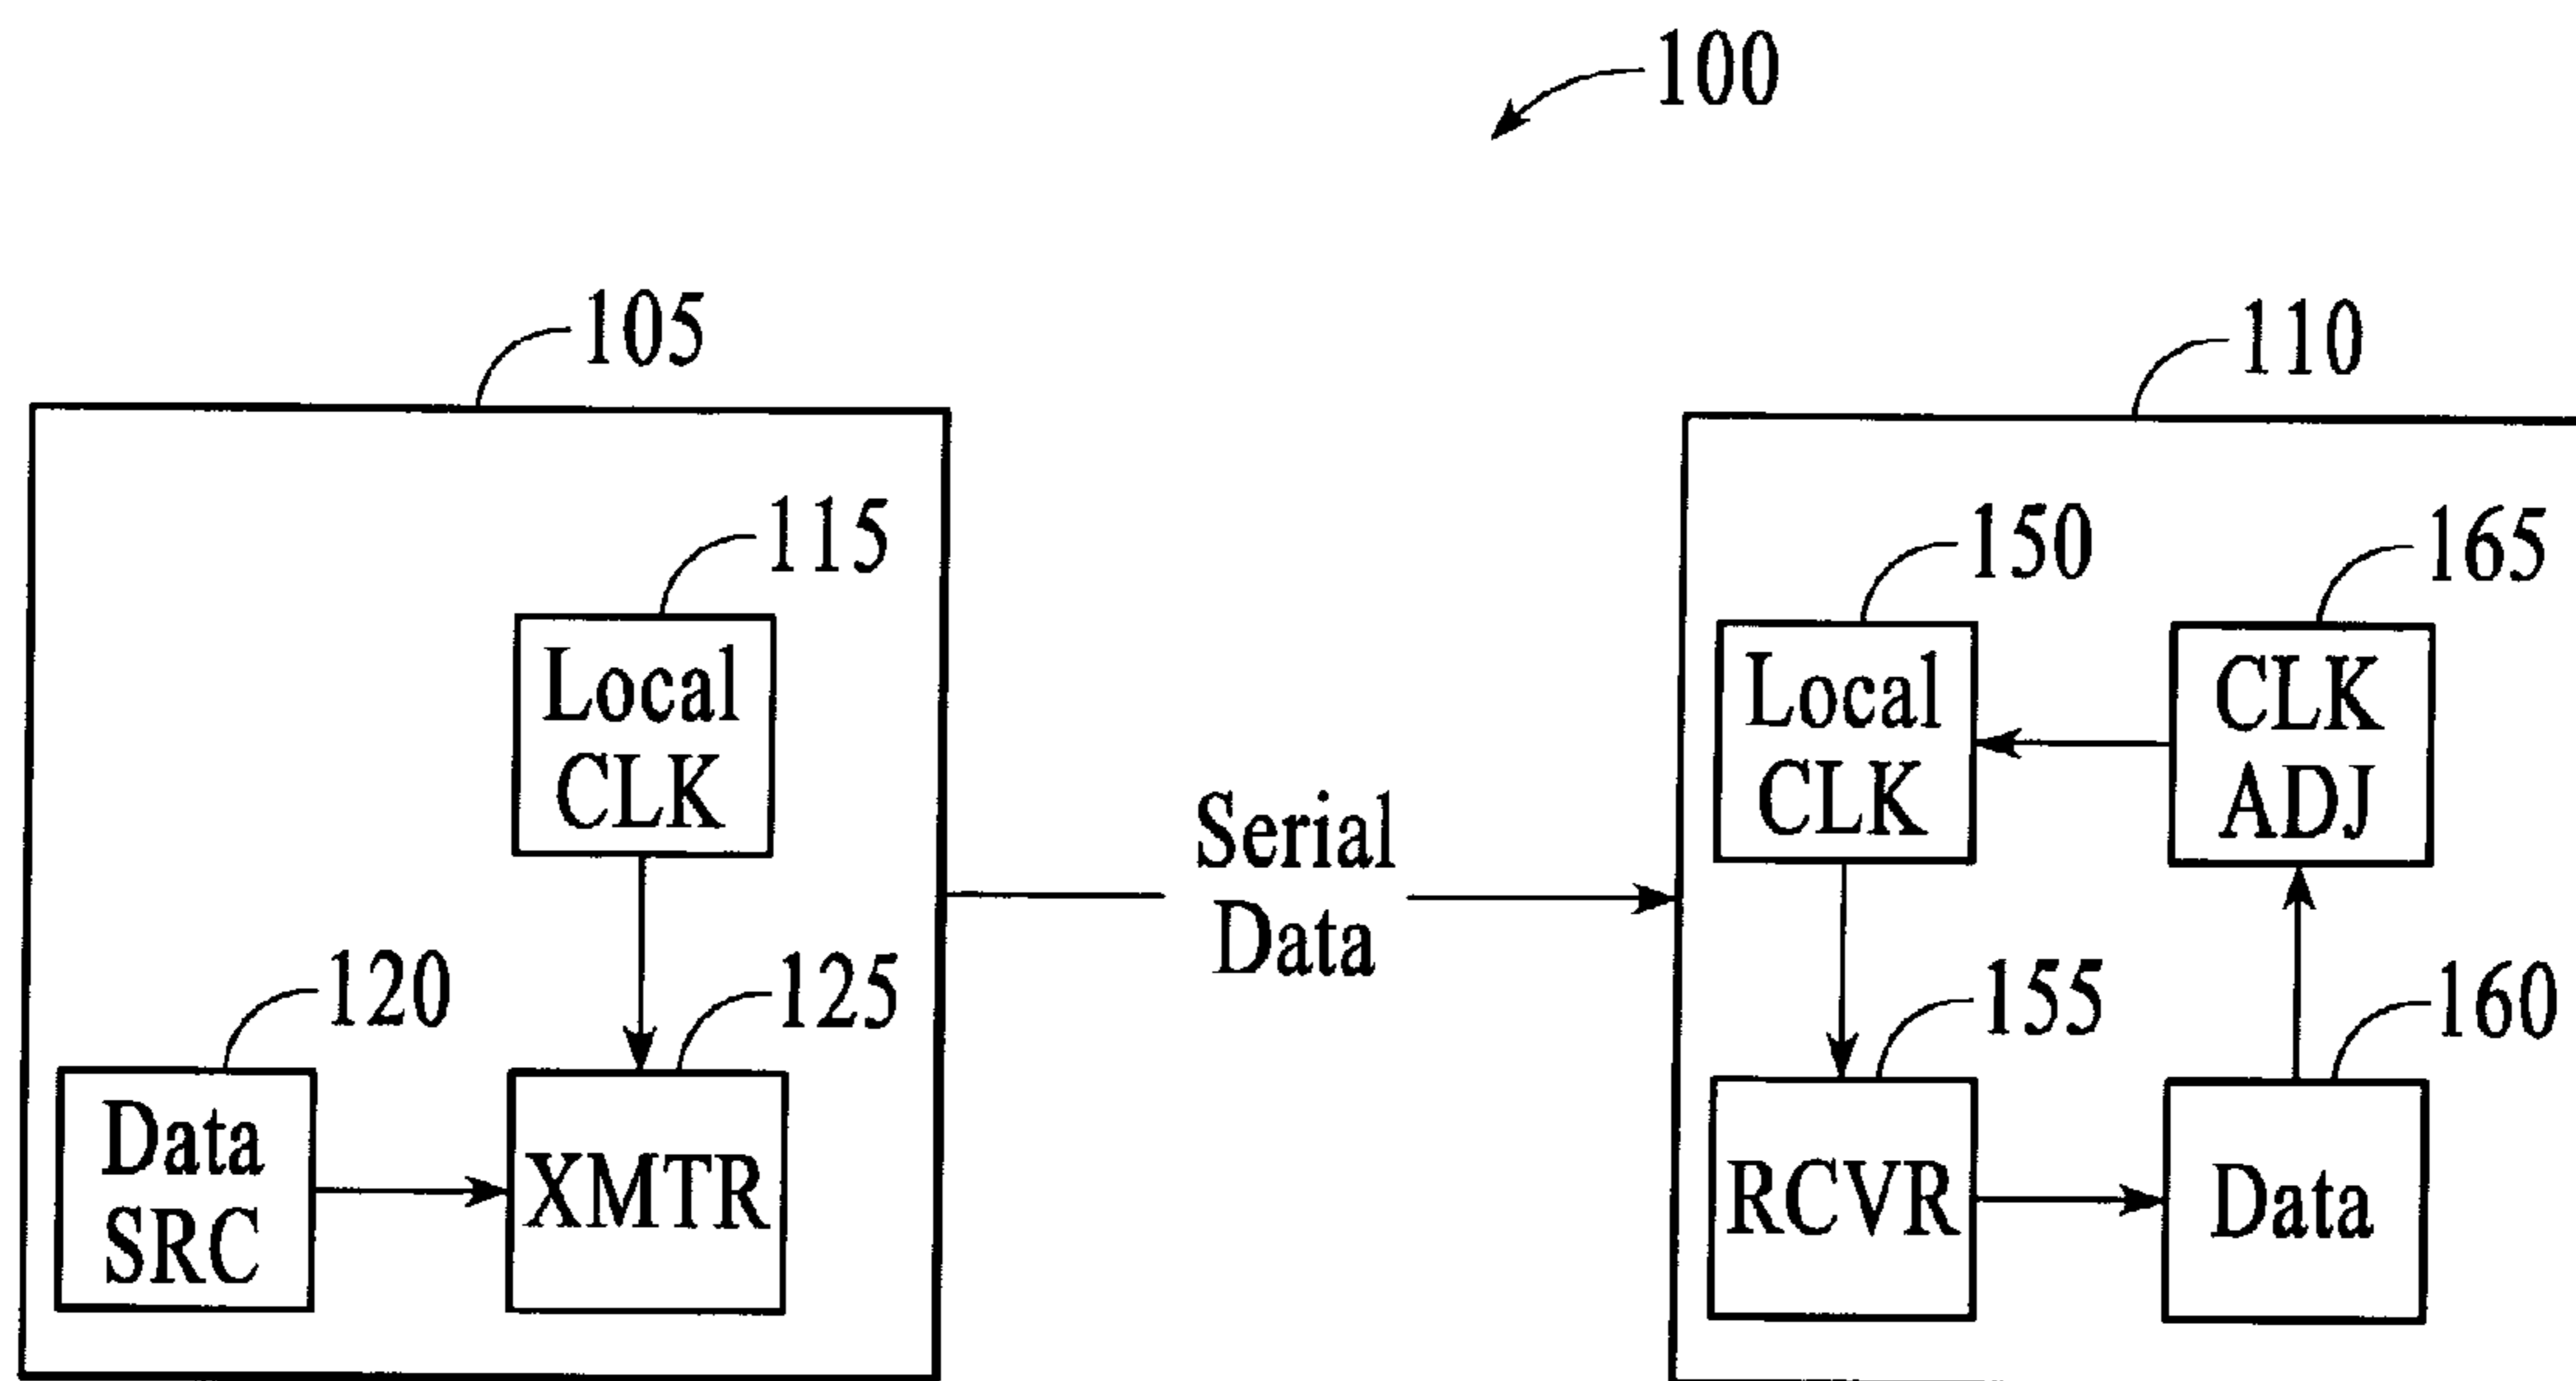 100
105
110
115
150
165
Local
CLK
Local
CLK
CLK
ADJ
Serial
Data
120
125
155
160
Data
SRC
XMTR
RCVR
Data